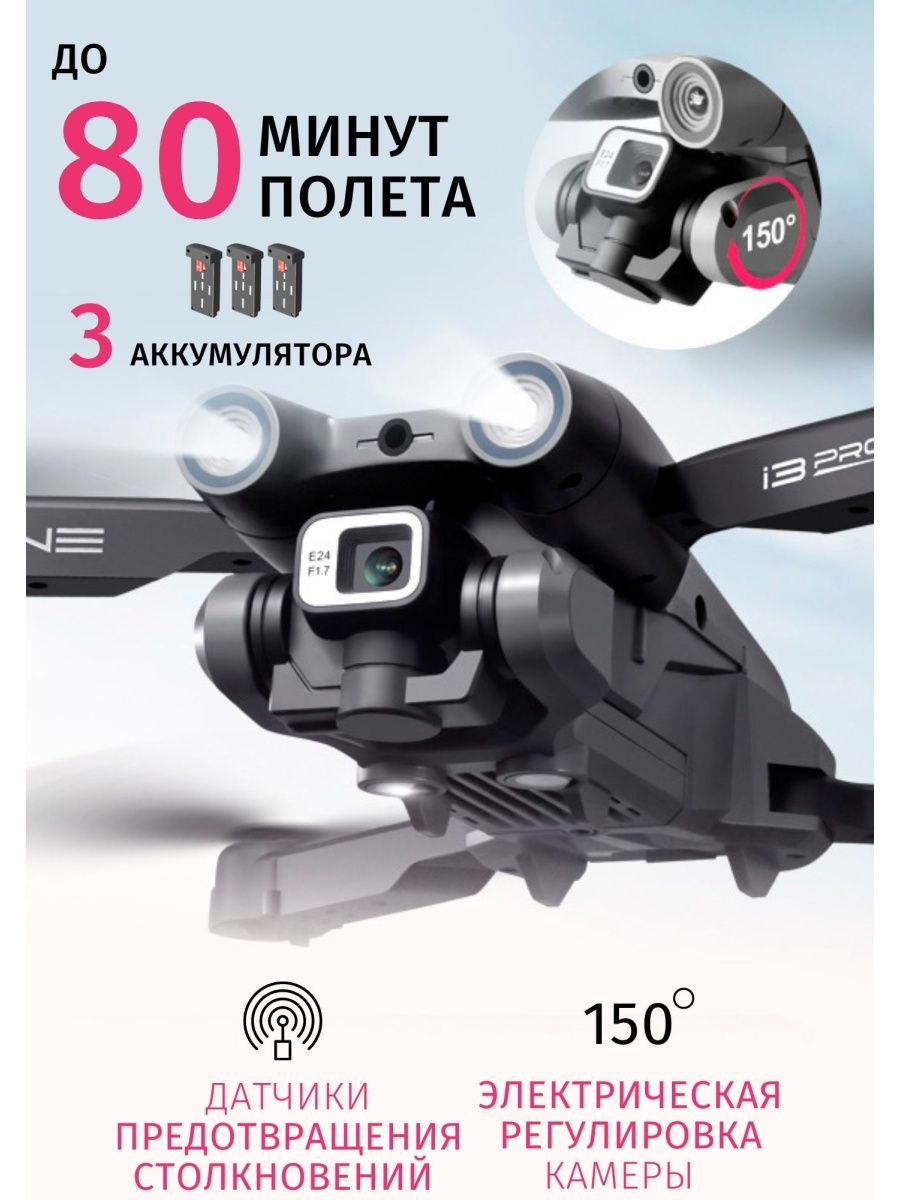 ДО
80 МИНУТ
ПОЛЕТА
3 АККУМУЛЯТОРА
E24
F1.7
150°
i3 PRO
NE
E24
F1.7
150°
ДАТЧИКИ
ПРЕДОТВРАЩЕНИЯ
СТОЛКНОВЕНИЙ
ЭЛЕКТРИЧЕСКАЯ
РЕГУЛИРОВКА
КАМЕРЫ